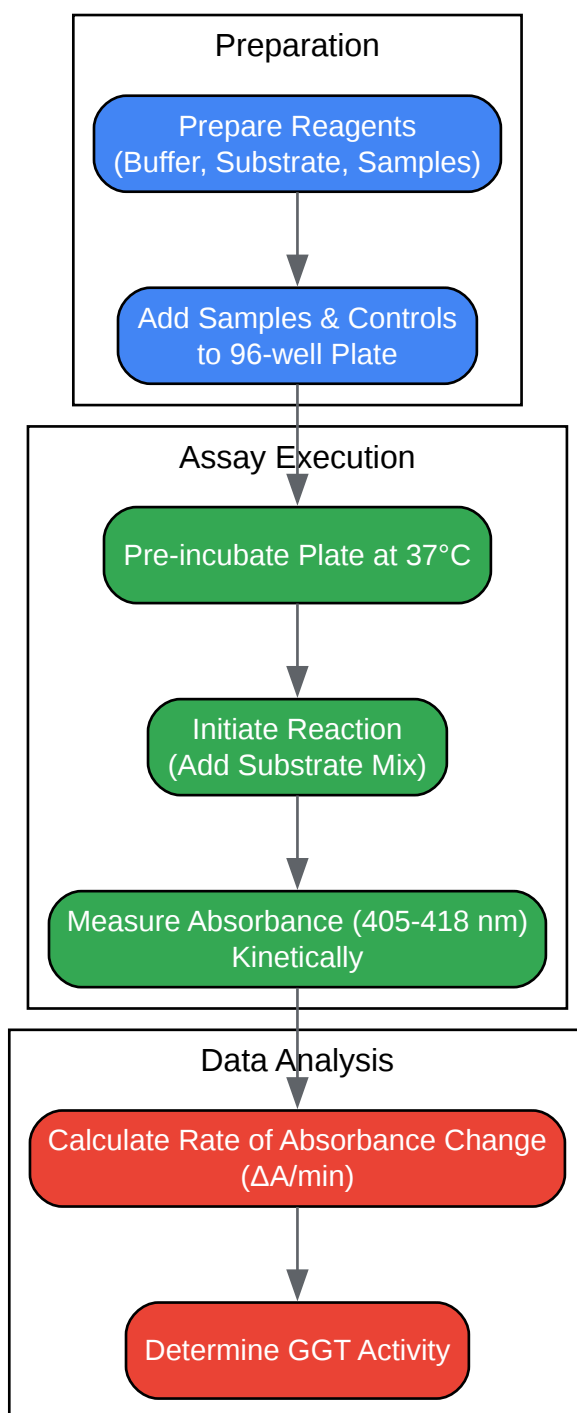 Preparation
Prepare Reagents
(Buffer, Substrate, Samples)
Add Samples & Controls
to 96-well Plate
Assay Execution
Pre-incubate Plate at 37°C
Initiate Reaction
(Add Substrate Mix)
Measure Absorbance (405-418 nm)
Kinetically
Data Analysis
Calculate Rate of Absorbance Change
(ΔA/min)
Determine GGT Activity